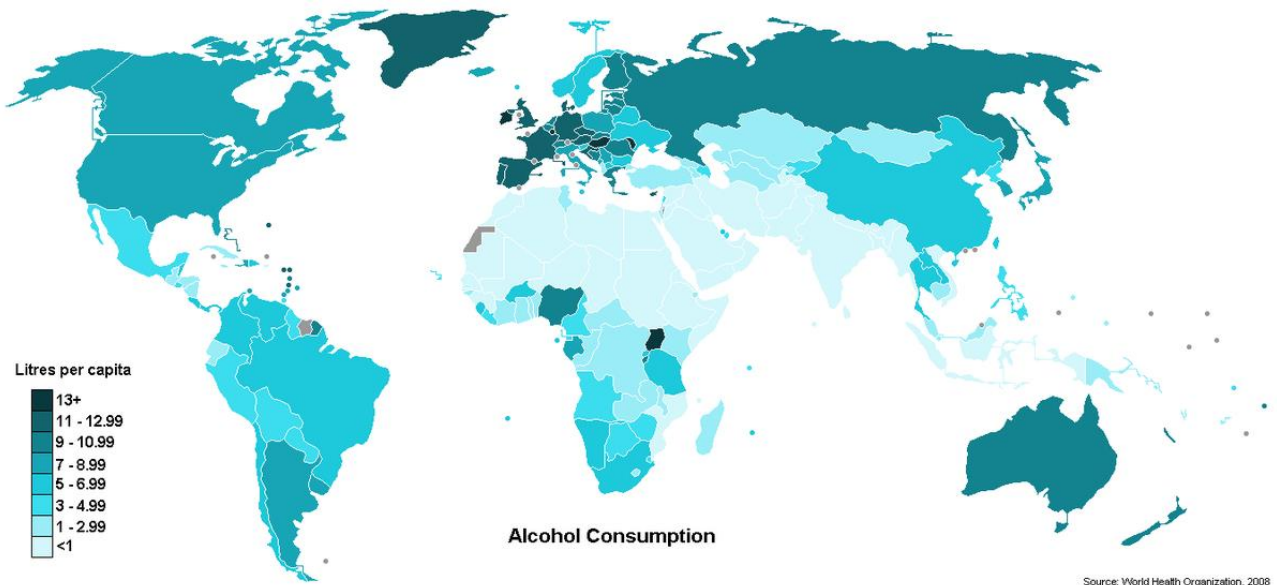 Litres per capita
13+
11 - 12.99
9 - 10.99
7 - 8.99
5 - 6.99
3 - 4.99
1 - 2.99
<1
Alcohol Consumption
Source: World Health Organization, 2008